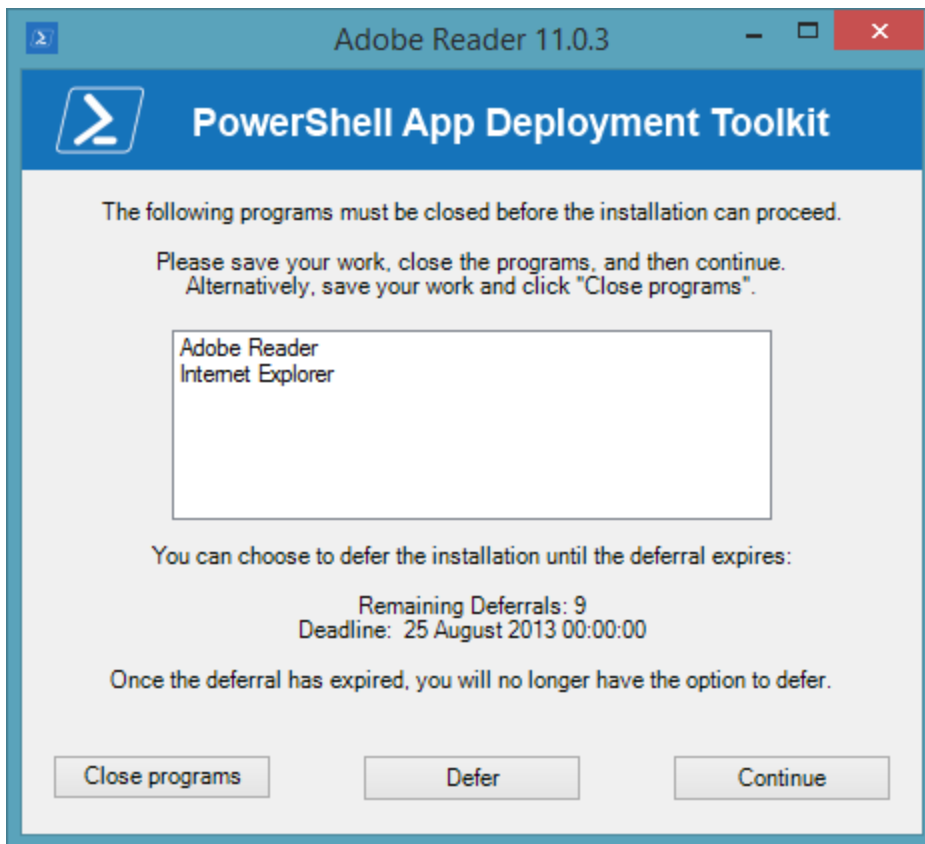 Adobe Reader 11.0.3
PowerShell App Deployment Toolkit
The following programs must be closed before the installation can proceed.
Please save your work, close the programs, and then continue.
Alternatively, save your work and click "Close programs".
Adobe Reader
Internet Explorer
You can choose to defer the installation until the deferral expires:
Remaining Deferrals: 9
Deadline: 25 August 2013 00:00:00
Once the deferral has expired, you will no longer have the option to defer.
Close programs
Defer
Continue